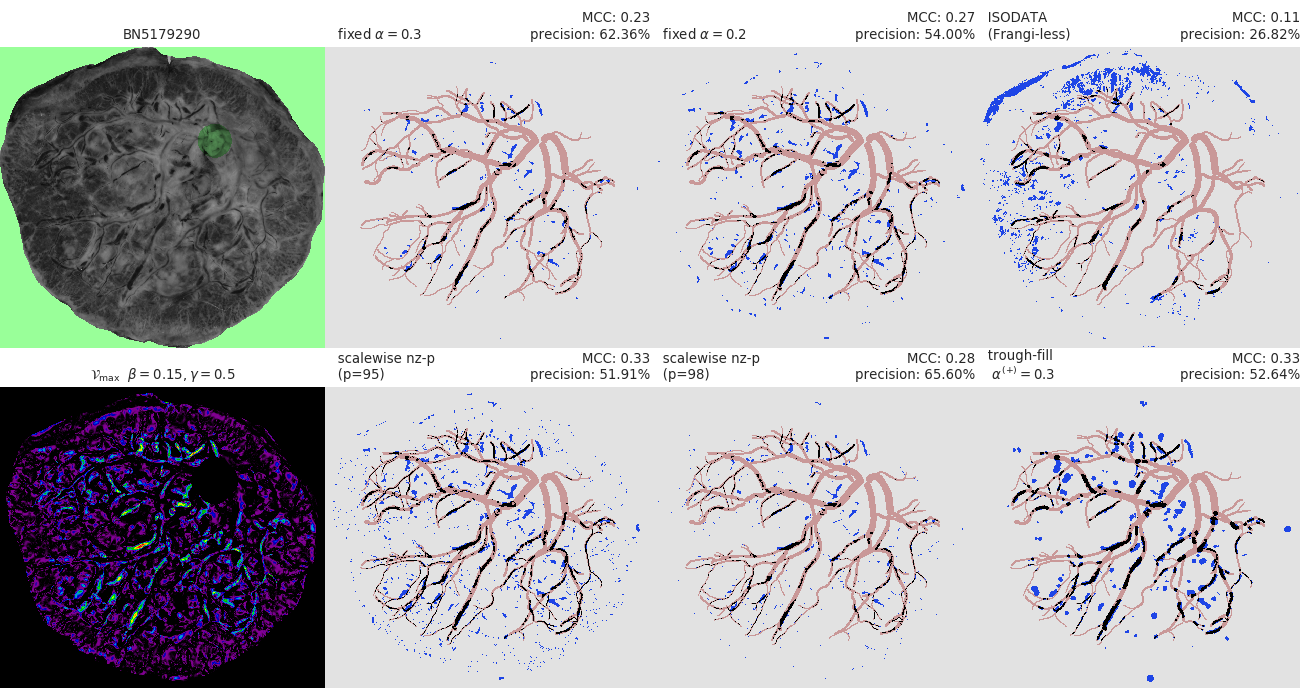 BN5179290
fixed α = 0.3
MCC: 0.23
precision: 62.36%
fixed α = 0.2
MCC: 0.27
precision: 54.00%
ISODATA
(Frangi-less)
MCC: 0.11
precision: 26.82%
𝒱max β = 0.15, γ = 0.5
scalewise nz-p
(p=95)
MCC: 0.33
precision: 51.91%
scalewise nz-p
(p=98)
MCC: 0.28
precision: 65.60%
trough-fill
α(+) = 0.3
MCC: 0.33
precision: 52.64%